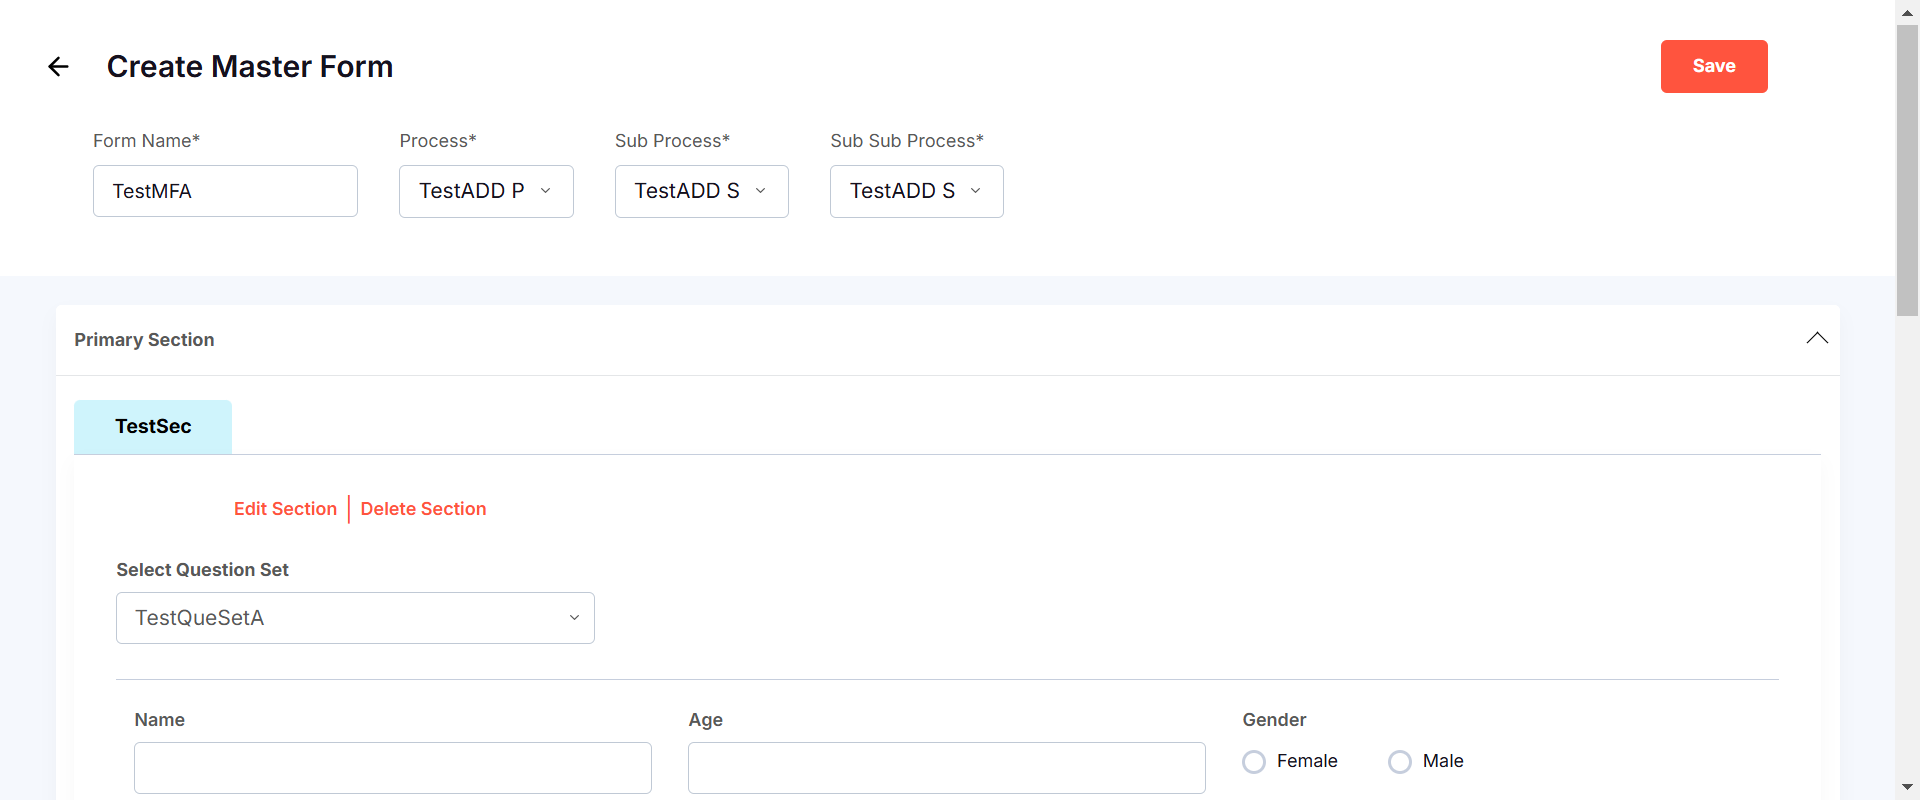 Create Master Form
Save
Form Name*
Process*
Sub Process*
Sub Sub Process*
TestMFA
TestADD P
TestADD S
TestADD S
Primary Section
TestSec
Edit Section
Delete Section
Select Question Set
TestQueSetA
Name
Age
Gender
Female
Male